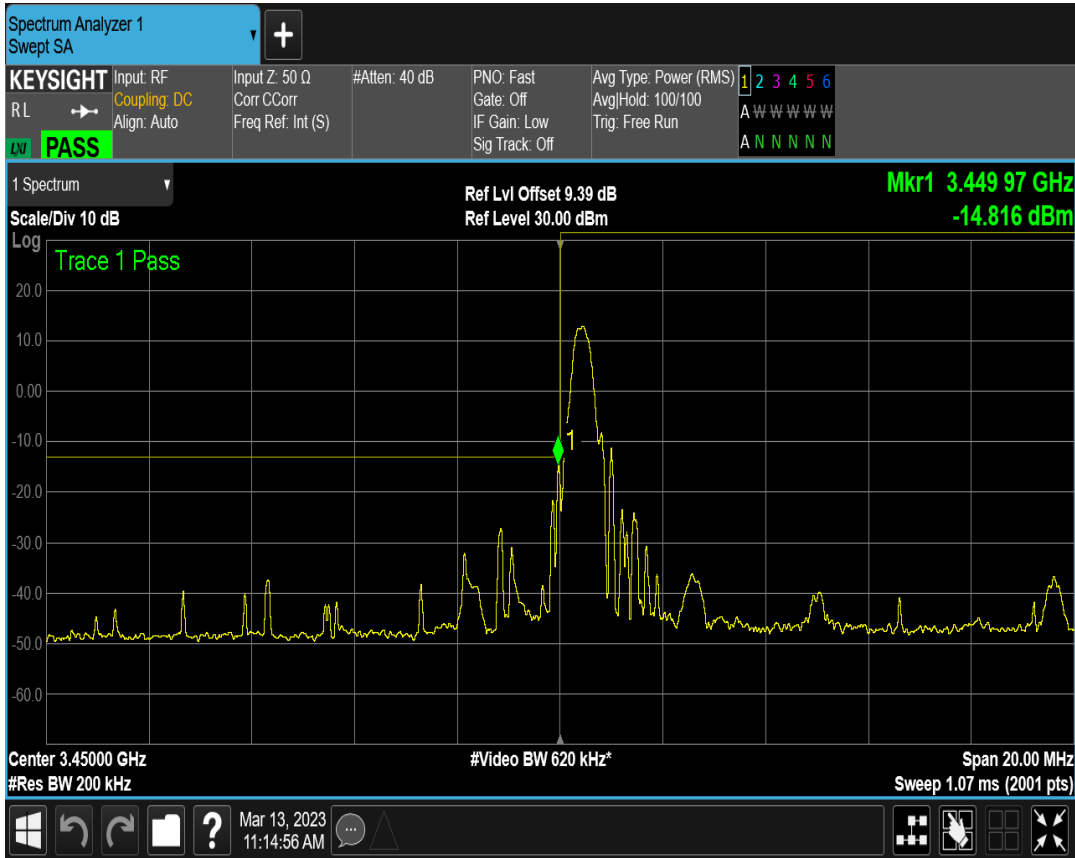 Spectrum Analyzer 1
Swept SA
+
KEYSIGHT
R L
LXI PASS
Input: RF
Coupling: DC
Align: Auto
Input Z: 50 Ω
Corr CCorr
Freq Ref: Int (S)
#Atten: 40 dB
PNO: Fast
Gate: Off
IF Gain: Low
Sig Track: Off
Avg Type: Power (RMS)
Avg|Hold: 100/100
Trig: Free Run
1 2 3 4 5 6
A W W W W W
A N N N N N
1 Spectrum
Scale/Div 10 dB
Ref Lvl Offset 9.39 dB
Ref Level 30.00 dBm
Mkr1 3.449 97 GHz
-14.816 dBm
Log
Trace 1 Pass
20.0
10.0
0.00
-10.0
1
-20.0
-30.0
-40.0
-50.0
-60.0
Center 3.45000 GHz
#Res BW 200 kHz
#Video BW 620 kHz*
Span 20.00 MHz
Sweep 1.07 ms (2001 pts)
?
Mar 13, 2023
11:14:56 AM